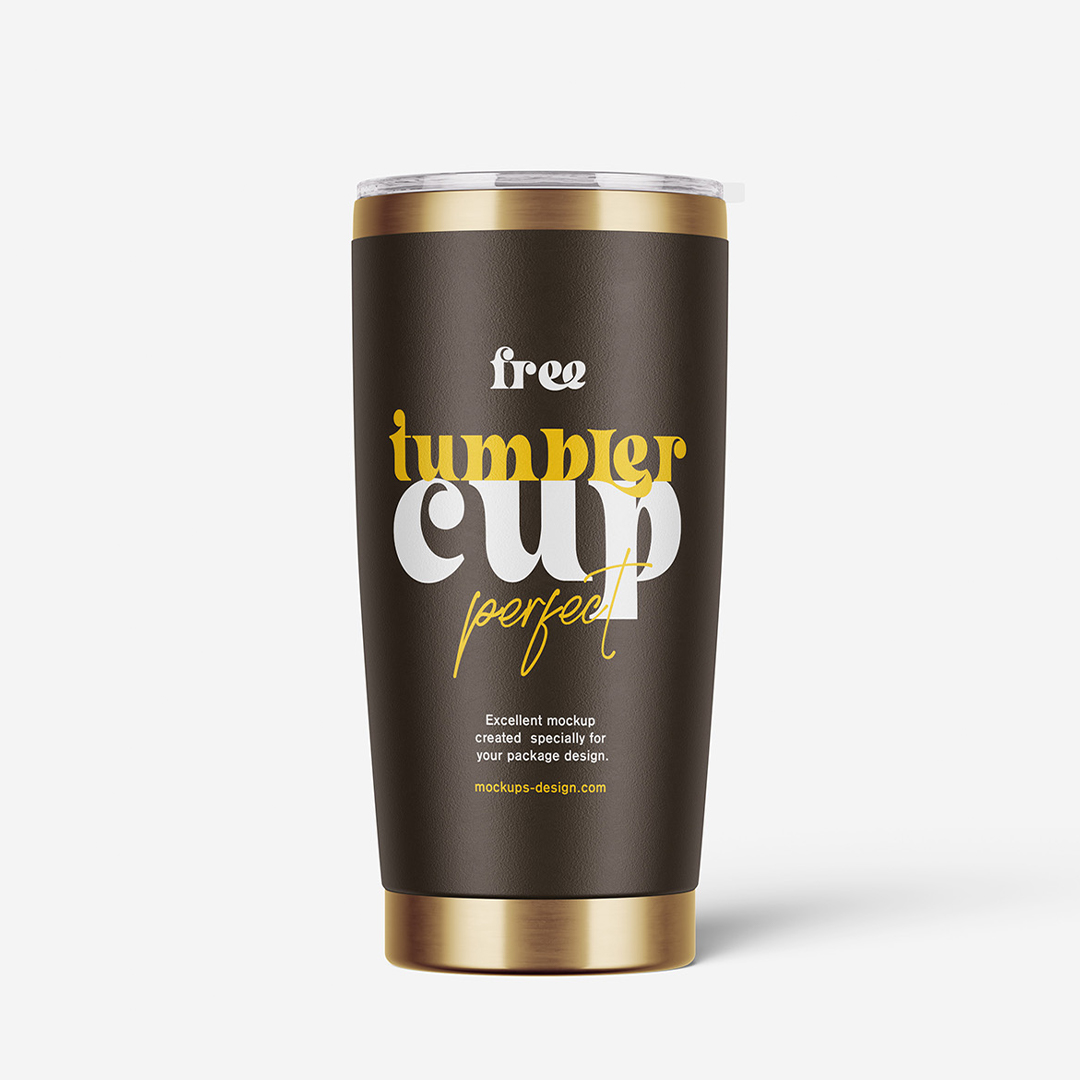 free
tumbler
cup
perfect
Excellent mockup
created specially for
your package design.
mockups-design.com